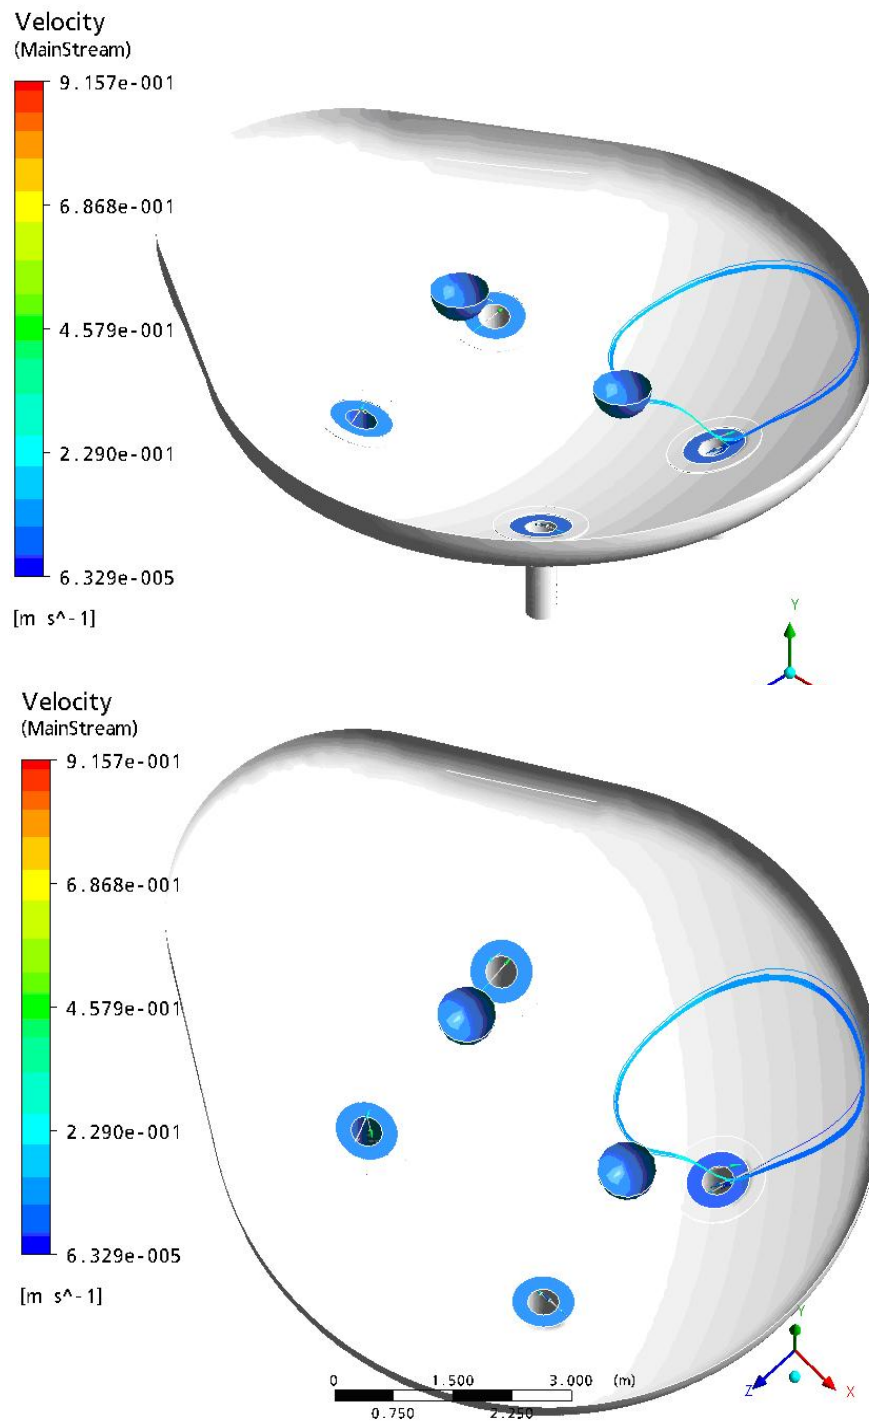 Velocity
(MainStream)
9.157e-001
6.868e-001
4.579e-001
2.290e-001
6.329e-005
[m s^-1]
Y
Velocity
(MainStream)
9.157e-001
6.868e-001
4.579e-001
2.290e-001
6.329e-005
[m s^-1]
Y
Z X
0 1.500 3.000 (m)
0.750 2.250